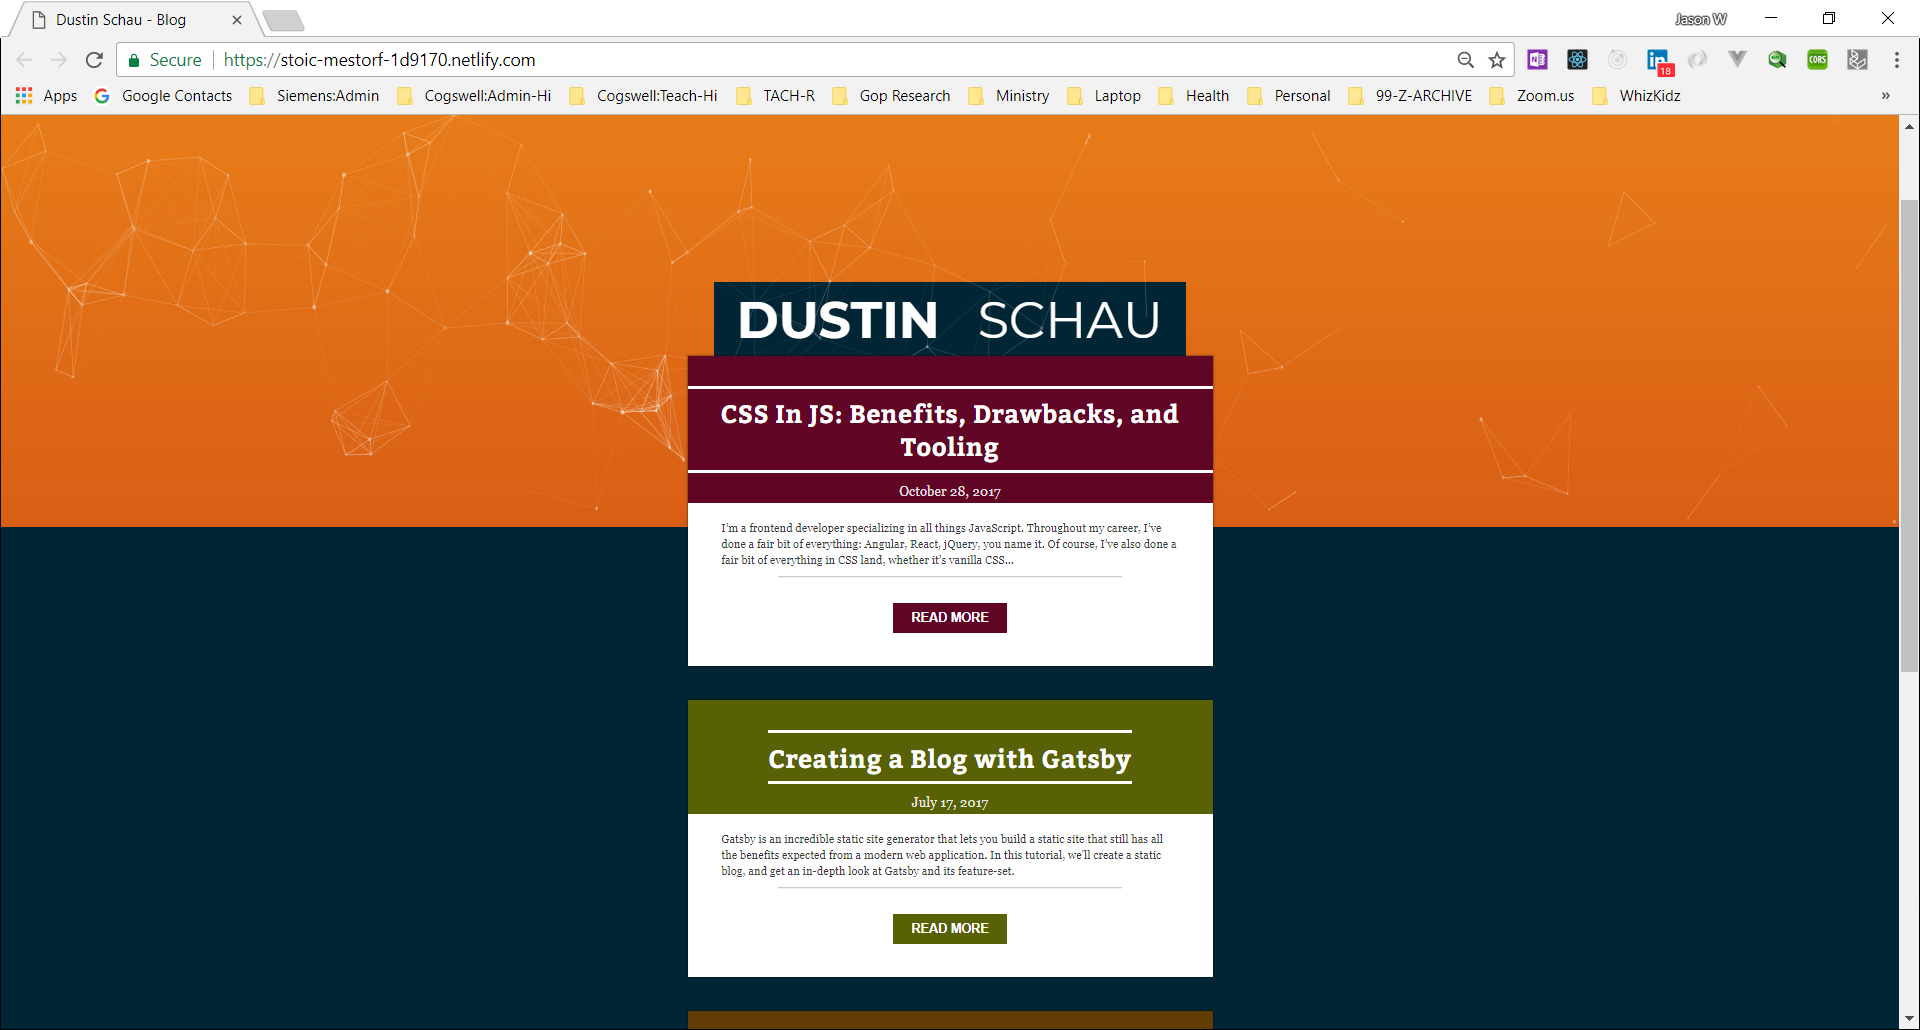 Dustin Schau - Blog
Jason W
Secure
https://stoic-mestorf-1d9170.netlify.com
N
in
18
CORS
Apps
G
Google Contacts
Siemens:Admin
Cogswell:Admin-Hi
Cogswell:Teach-Hi
TACH-R
Gop Research
Ministry
Laptop
Health
Personal
99-Z-ARCHIVE
Zoom.us
WhizKidz
»
DUSTIN SCHAU
CSS In JS: Benefits, Drawbacks, and
Tooling
October 28, 2017
I’m a frontend developer specializing in all things JavaScript. Throughout my career, I’ve
done a fair bit of everything: Angular, React, jQuery, you name it. Of course, I’ve also done a
fair bit of everything in CSS land, whether it’s vanilla CSS…
READ MORE
Creating a Blog with Gatsby
July 17, 2017
Gatsby is an incredible static site generator that lets you build a static site that still has all
the benefits expected from a modern web application. In this tutorial, we’ll create a static
blog, and get an in-depth look at Gatsby and its feature-set.
READ MORE